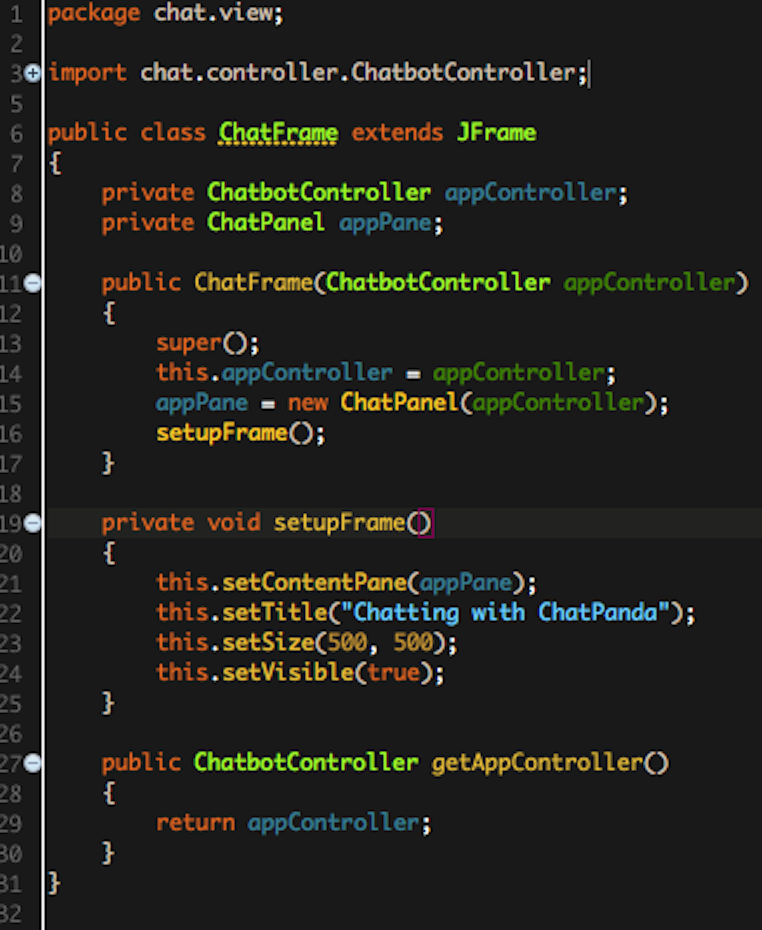 1 package chat.view;
2
3 import chat.controller.ChatbotController;
5
6 public class ChatFrame extends JFrame
7 {
8     private ChatbotController appController;
9     private ChatPanel appPane;
10
11     public ChatFrame(ChatbotController appController)
12     {
13         super();
14         this.appController = appController;
15         appPane = new ChatPanel(appController);
16         setupFrame();
17     }
18
19     private void setupFrame()
20     {
21         this.setContentPane(appPane);
22         this.setTitle("Chatting with ChatPanda");
23         this.setSize(500, 500);
24         this.setVisible(true);
25     }
26
27     public ChatbotController getAppController()
28     {
29         return appController;
30     }
31 }
32